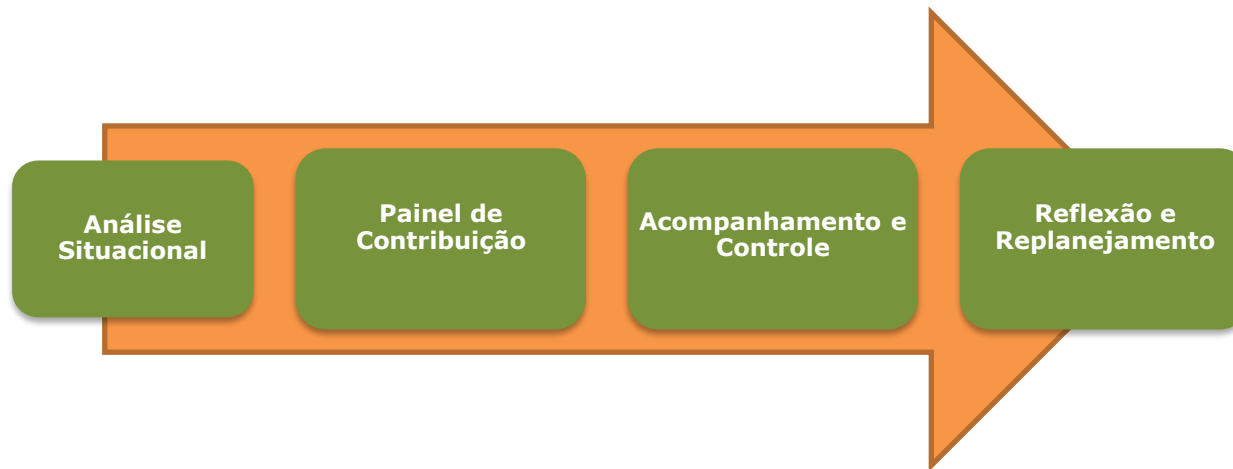 Análise
Situacional
Painel de
Contribuição
Acompanhamento e
Controle
Reflexão e
Replanejamento